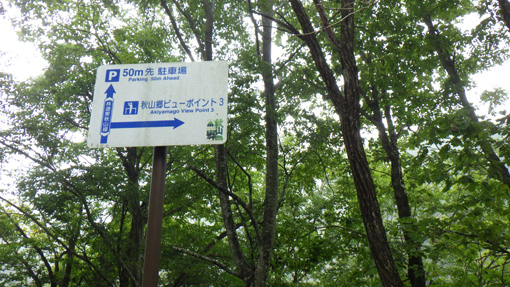 P 50m先 駐車場
Parking 50m Ahead
秋山郷ビューポイント 3
Akiyamago View Point 3